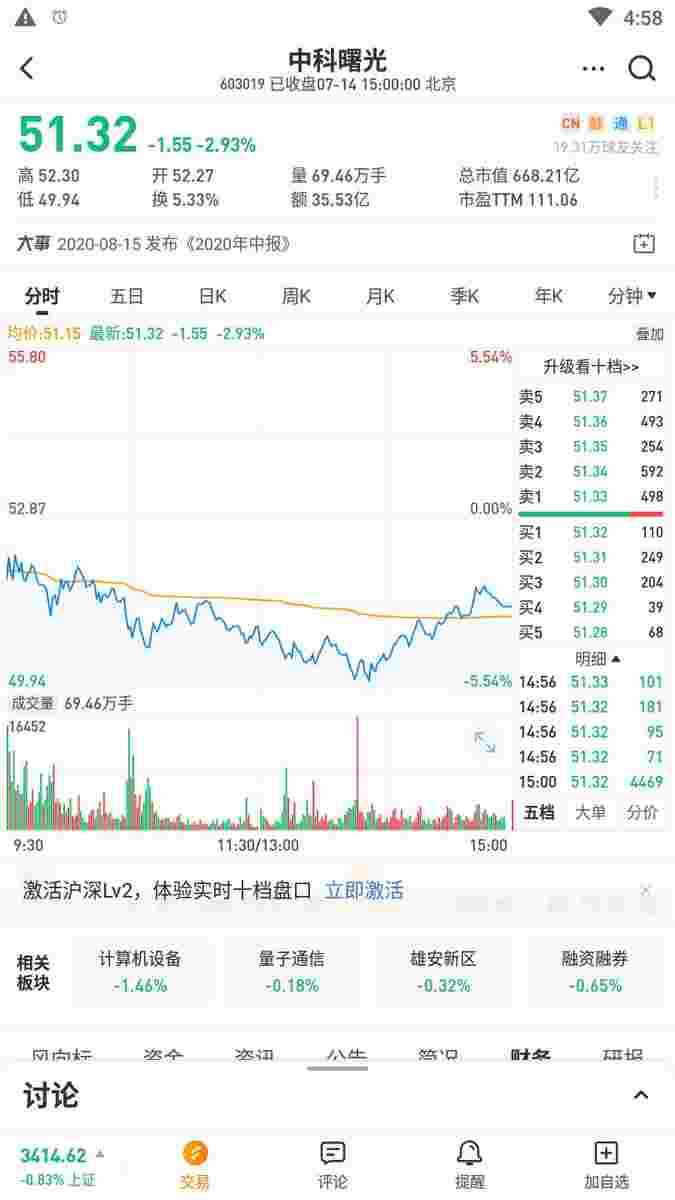 4:58
中科曙光
603019 已收盘07-14 15:00:00 北京
51.32 -1.55 -2.93%
CN 融 通 L1
19.31万球友关注
高 52.30 开 52.27 量 69.46万手 总市值 668.21亿
低 49.94 换 5.33% 额 35.53亿 市盈TTM 111.06
大事 2020-08-15 发布《2020年中报》
分时 五日 日K 周K 月K 季K 年K 分钟
均价:51.15 最新:51.32 -1.55 -2.93% 叠加
55.80 5.54%
52.87 0.00%
49.94 -5.54%
成交量 69.46万手
16452
9:30 11:30/13:00 15:00
升级看十档>>
卖5 51.37 271
卖4 51.36 493
卖3 51.35 254
卖2 51.34 592
卖1 51.33 498
买1 51.32 110
买2 51.31 249
买3 51.30 204
买4 51.29 39
买5 51.28 68
明细
14:56 51.33 101
14:56 51.32 181
14:56 51.32 95
14:56 51.32 71
15:00 51.32 4469
五档 大单 分价
激活沪深Lv2，体验实时十档盘口 立即激活
相关板块
计算机设备 量子通信 雄安新区 融资融券
-1.46% -0.18% -0.32% -0.65%
风向标 资金 资讯 公告 简况 财务 研报
讨论
3414.62
-0.83% 上证
交易 评论 提醒 加自选